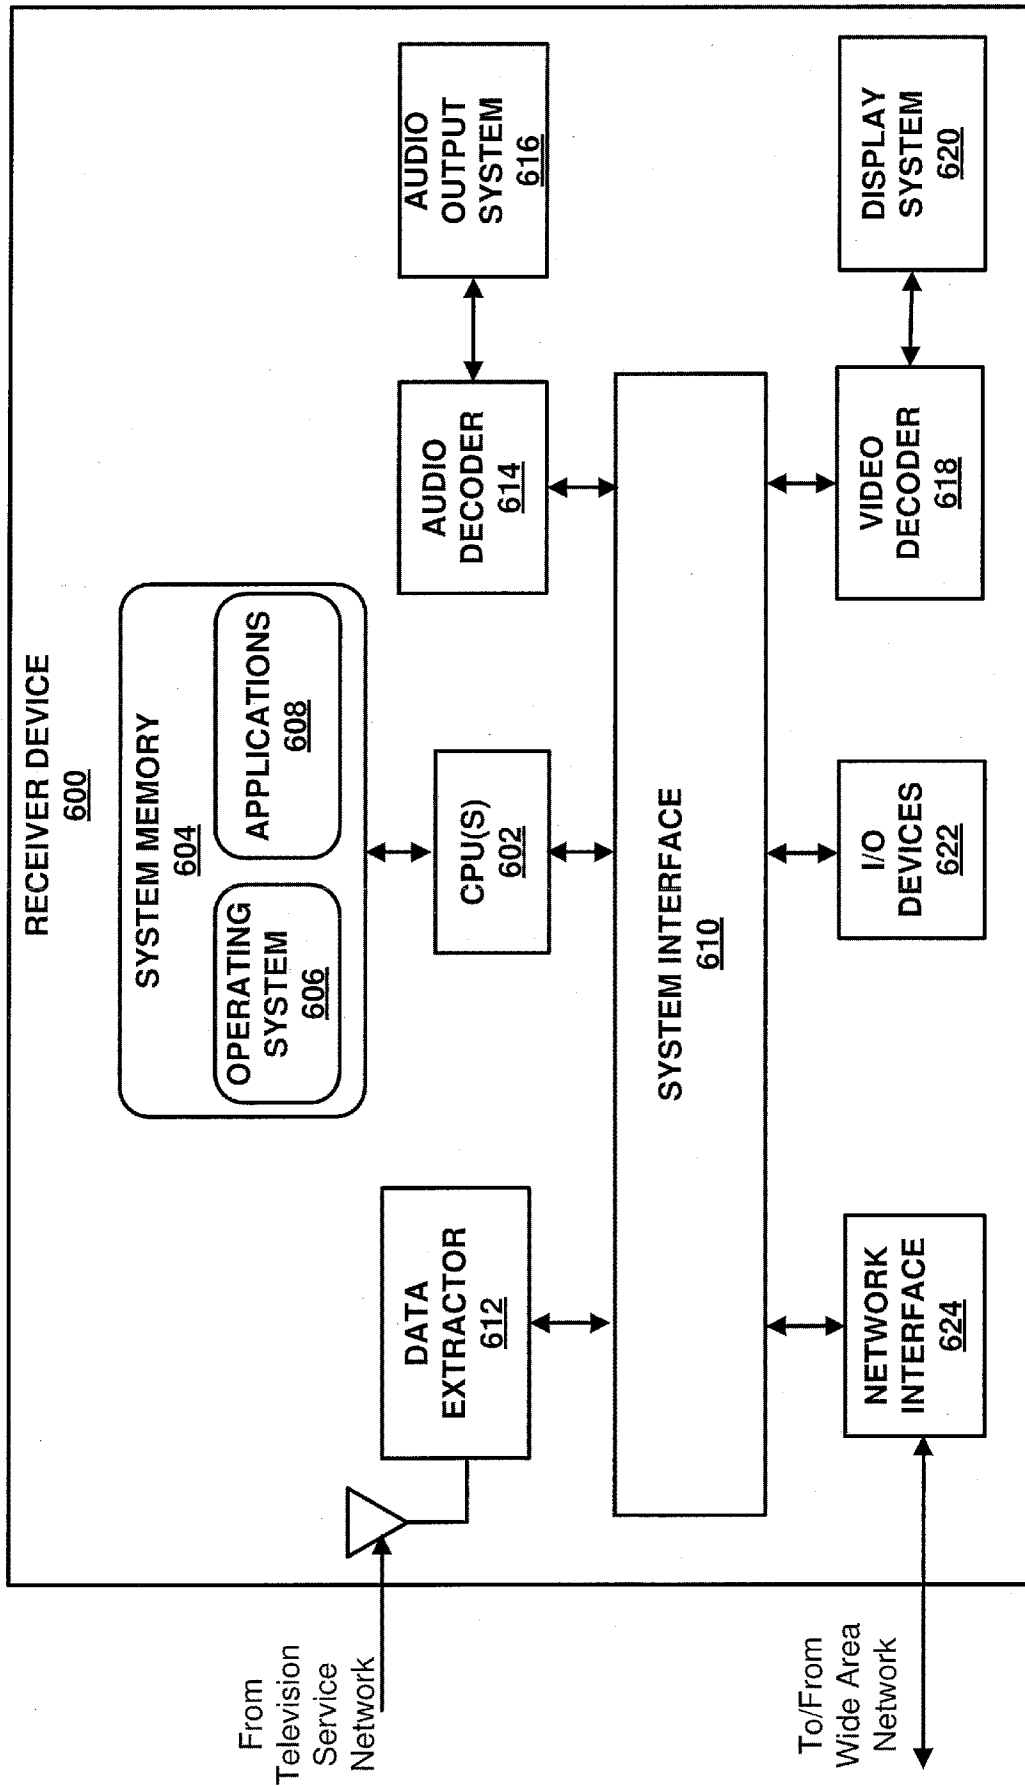 RECEIVER DEVICE
600
SYSTEM MEMORY
604
OPERATING
SYSTEM
606
APPLICATIONS
608
DATA
EXTRACTOR
612
CPU(S)
602
AUDIO
DECODER
614
AUDIO
OUTPUT
SYSTEM
616
SYSTEM INTERFACE
610
NETWORK
INTERFACE
624
I/O
DEVICES
622
VIDEO
DECODER
618
DISPLAY
SYSTEM
620
From
Television
Service
Network
To/From
Wide Area
Network